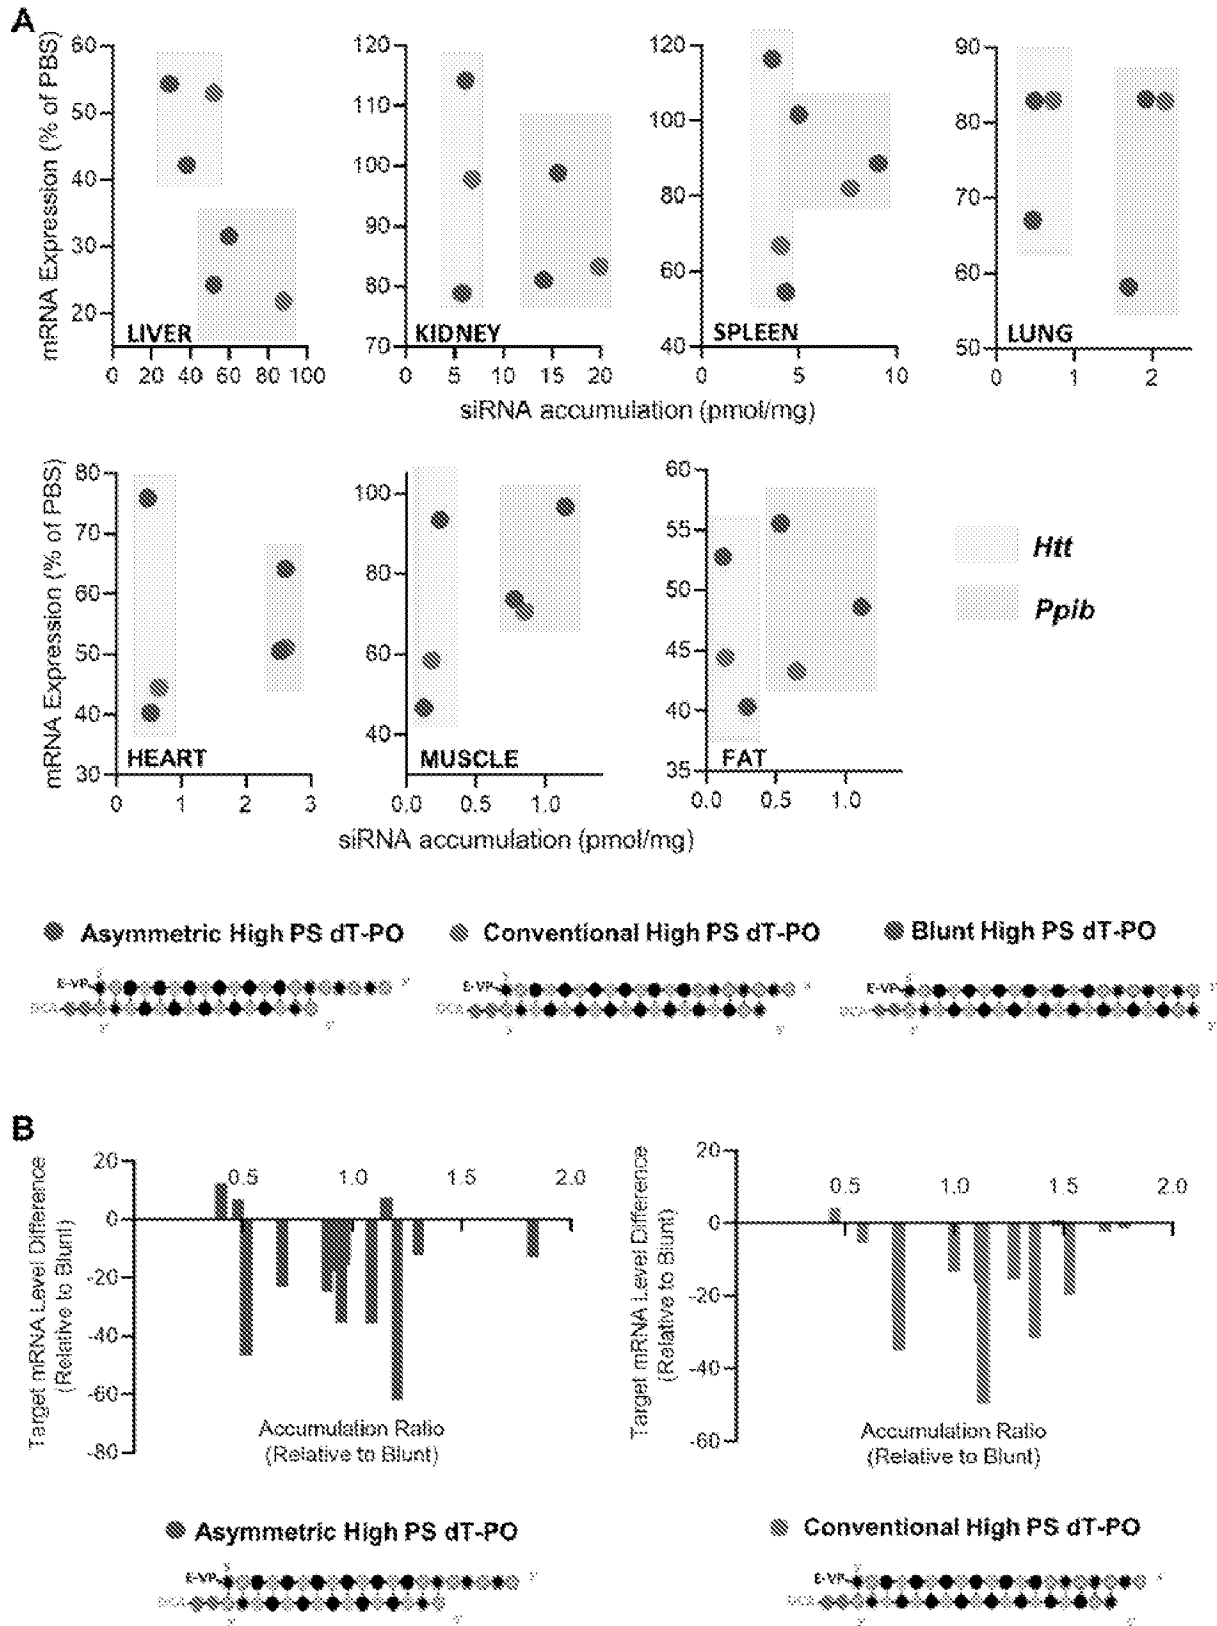 A
mRNA Expression (% of PBS)
60
50
40
30
20
LIVER
0 20 40 60 80 100
120
110
100
90
80
70
KIDNEY
0 5 10 15 20
120
100
80
60
40
SPLEEN
0 5 10
90
80
70
60
50
LUNG
0 1 2
siRNA accumulation (pmol/mg)
mRNA Expression (% of PBS)
80
70
60
50
40
30
HEART
0 1 2 3
100
80
60
40
MUSCLE
0.0 0.5 1.0
60
55
50
45
40
35
FAT
0.0 0.5 1.0
Htt
Ppib
siRNA accumulation (pmol/mg)
Asymmetric High PS dT-PO
Conventional High PS dT-PO
Blunt High PS dT-PO
E-VP
E-VP
E-VP
B
Target mRNA Level Difference
(Relative to Blunt)
20
0
-20
-40
-60
-80
0.5 1.0 1.5 2.0
Accumulation Ratio
(Relative to Blunt)
Target mRNA Level Difference
(Relative to Blunt)
20
0
-20
-40
-60
0.5 1.0 1.5 2.0
Accumulation Ratio
(Relative to Blunt)
Asymmetric High PS dT-PO
Conventional High PS dT-PO
E-VP
E-VP